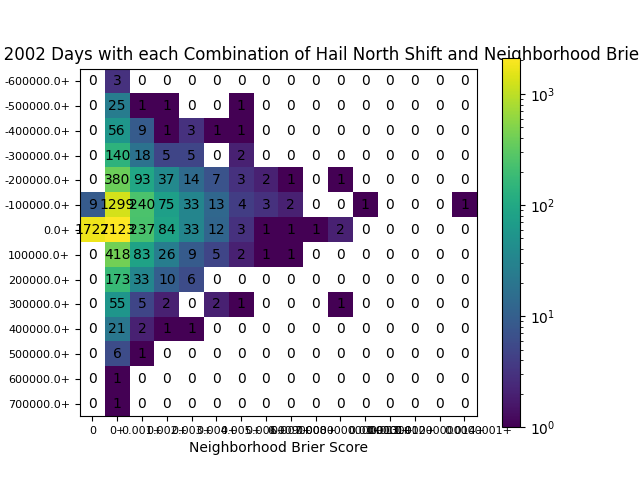 2002 Days with each Combination of Hail North Shift and Neighborhood Brie
-600000.0+ 0 3 0 0 0 0 0 0 0 0 0 0 0 0 0 0
-500000.0+ 0 25 1 1 0 0 1 0 0 0 0 0 0 0 0 0
-400000.0+ 0 56 9 1 3 1 1 0 0 0 0 0 0 0 0 0
-300000.0+ 0 140 18 5 5 0 2 0 0 0 0 0 0 0 0 0
-200000.0+ 0 380 93 37 14 7 3 2 1 0 1 0 0 0 0 0
-100000.0+ 9 1299 240 75 33 13 4 3 2 0 0 1 0 0 0 1
0.0+ 237 84 33 12 3 1 1 1 2 0 0 0 0 0
100000.0+ 0 418 83 26 9 5 2 1 1 0 0 0 0 0 0 0
200000.0+ 0 173 33 10 6 0 0 0 0 0 0 0 0 0 0 0
300000.0+ 0 55 5 2 0 2 1 0 0 0 1 0 0 0 0 0
400000.0+ 0 21 2 1 1 0 0 0 0 0 0 0 0 0 0 0
500000.0+ 0 6 1 0 0 0 0 0 0 0 0 0 0 0 0 0
600000.0+ 0 1 0 0 0 0 0 0 0 0 0 0 0 0 0 0
700000.0+ 0 1 0 0 0 0 0 0 0 0 0 0 0 0 0 0
0 0+
Neighborhood Brier Score
10³
10²
10¹
10⁰